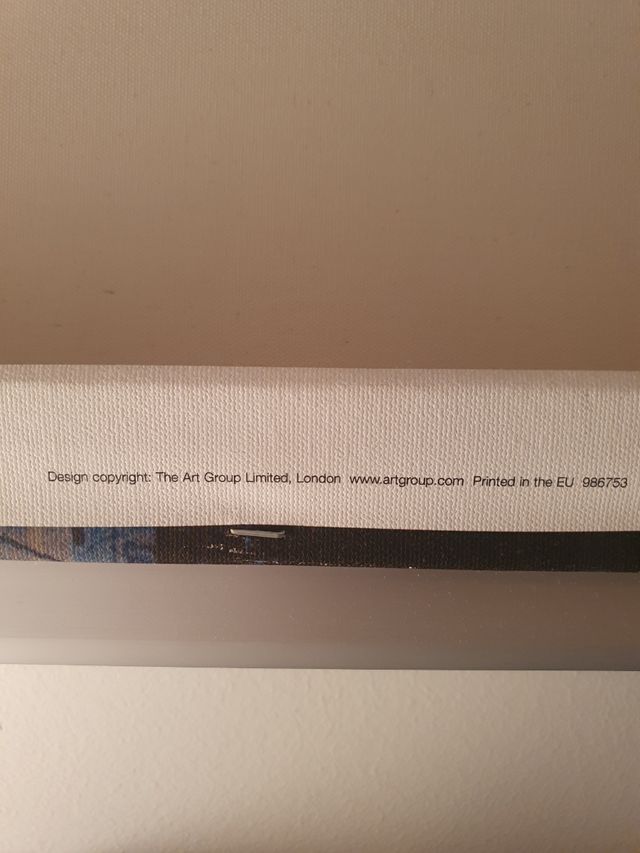 Design copyright: The Art Group Limited, London www.artgroup.com Printed in the EU 986753